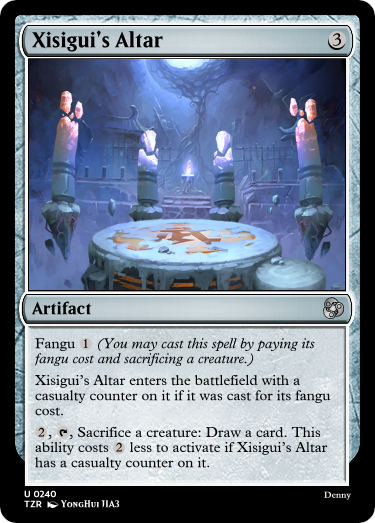 Xisigui's Altar 3
Artifact
Fangu 1 (You may cast this spell by paying its
fangu cost and sacrificing a creature.)
Xisigui's Altar enters the battlefield with a
casualty counter on it if it was cast for its fangu
cost.
2, T, Sacrifice a creature: Draw a card. This
ability costs 2 less to activate if Xisigui's Altar
has a casualty counter on it.
U 0240
TZR YongHui JIA3 Denny